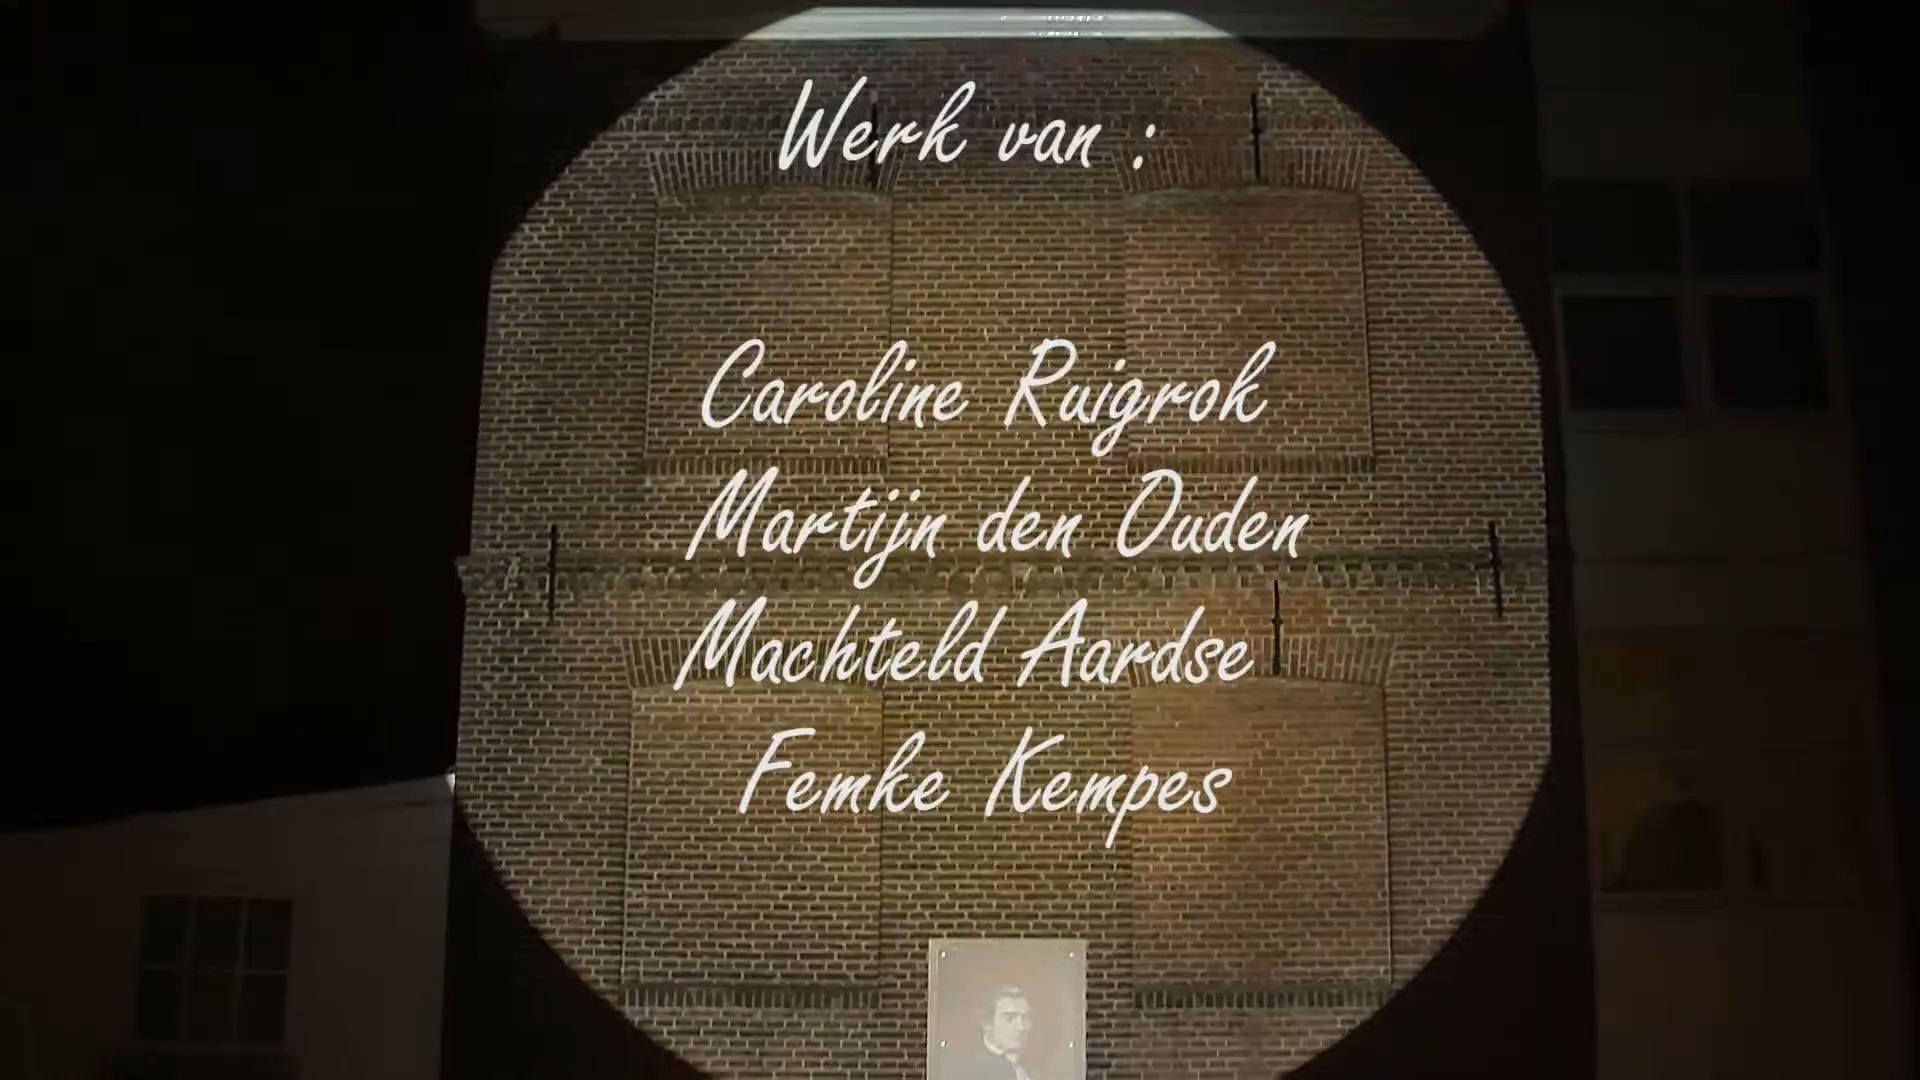 Werk van :
Caroline Ruigrok
Martijn den Ouden
Machteld Aardse
Femke Kempes